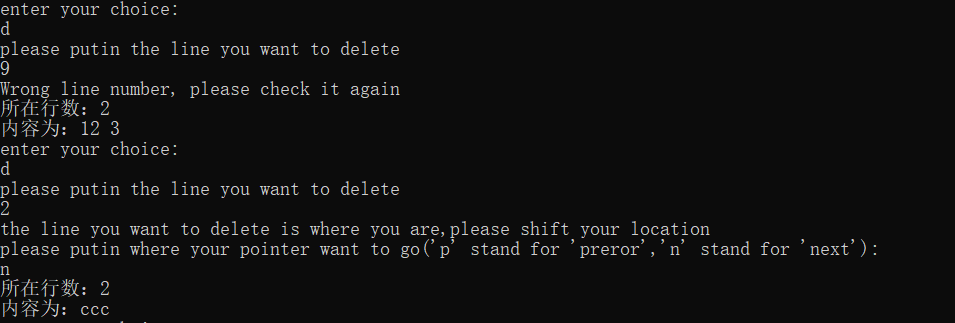 enter your choice:
d
please putin the line you want to delete
9
Wrong line number, please check it again
所在行数：2
内容为：12 3
enter your choice:
d
please putin the line you want to delete
2
the line you want to delete is where you are,please shift your location
please putin where your pointer want to go('p' stand for 'preror','n' stand for 'next'):
n
所在行数：2
内容为：ccc